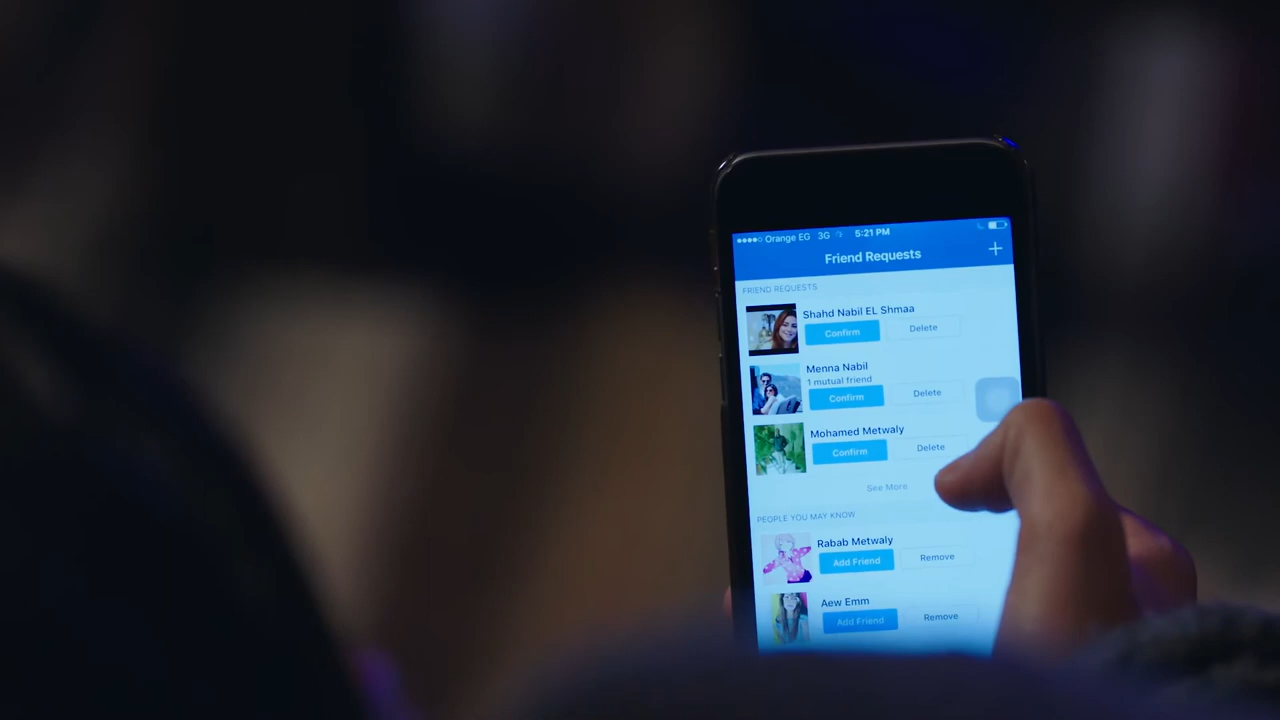 Orange EG 3G 5:21 PM
Friend Requests +
FRIEND REQUESTS
Shahd Nabil EL Shmaa
Confirm Delete
Menna Nabil
1 mutual friend
Confirm Delete
Mohamed Metwaly
Confirm Delete
See More
PEOPLE YOU MAY KNOW
Rabab Metwaly
Add Friend Remove
Aew Emm
Add Friend Remove